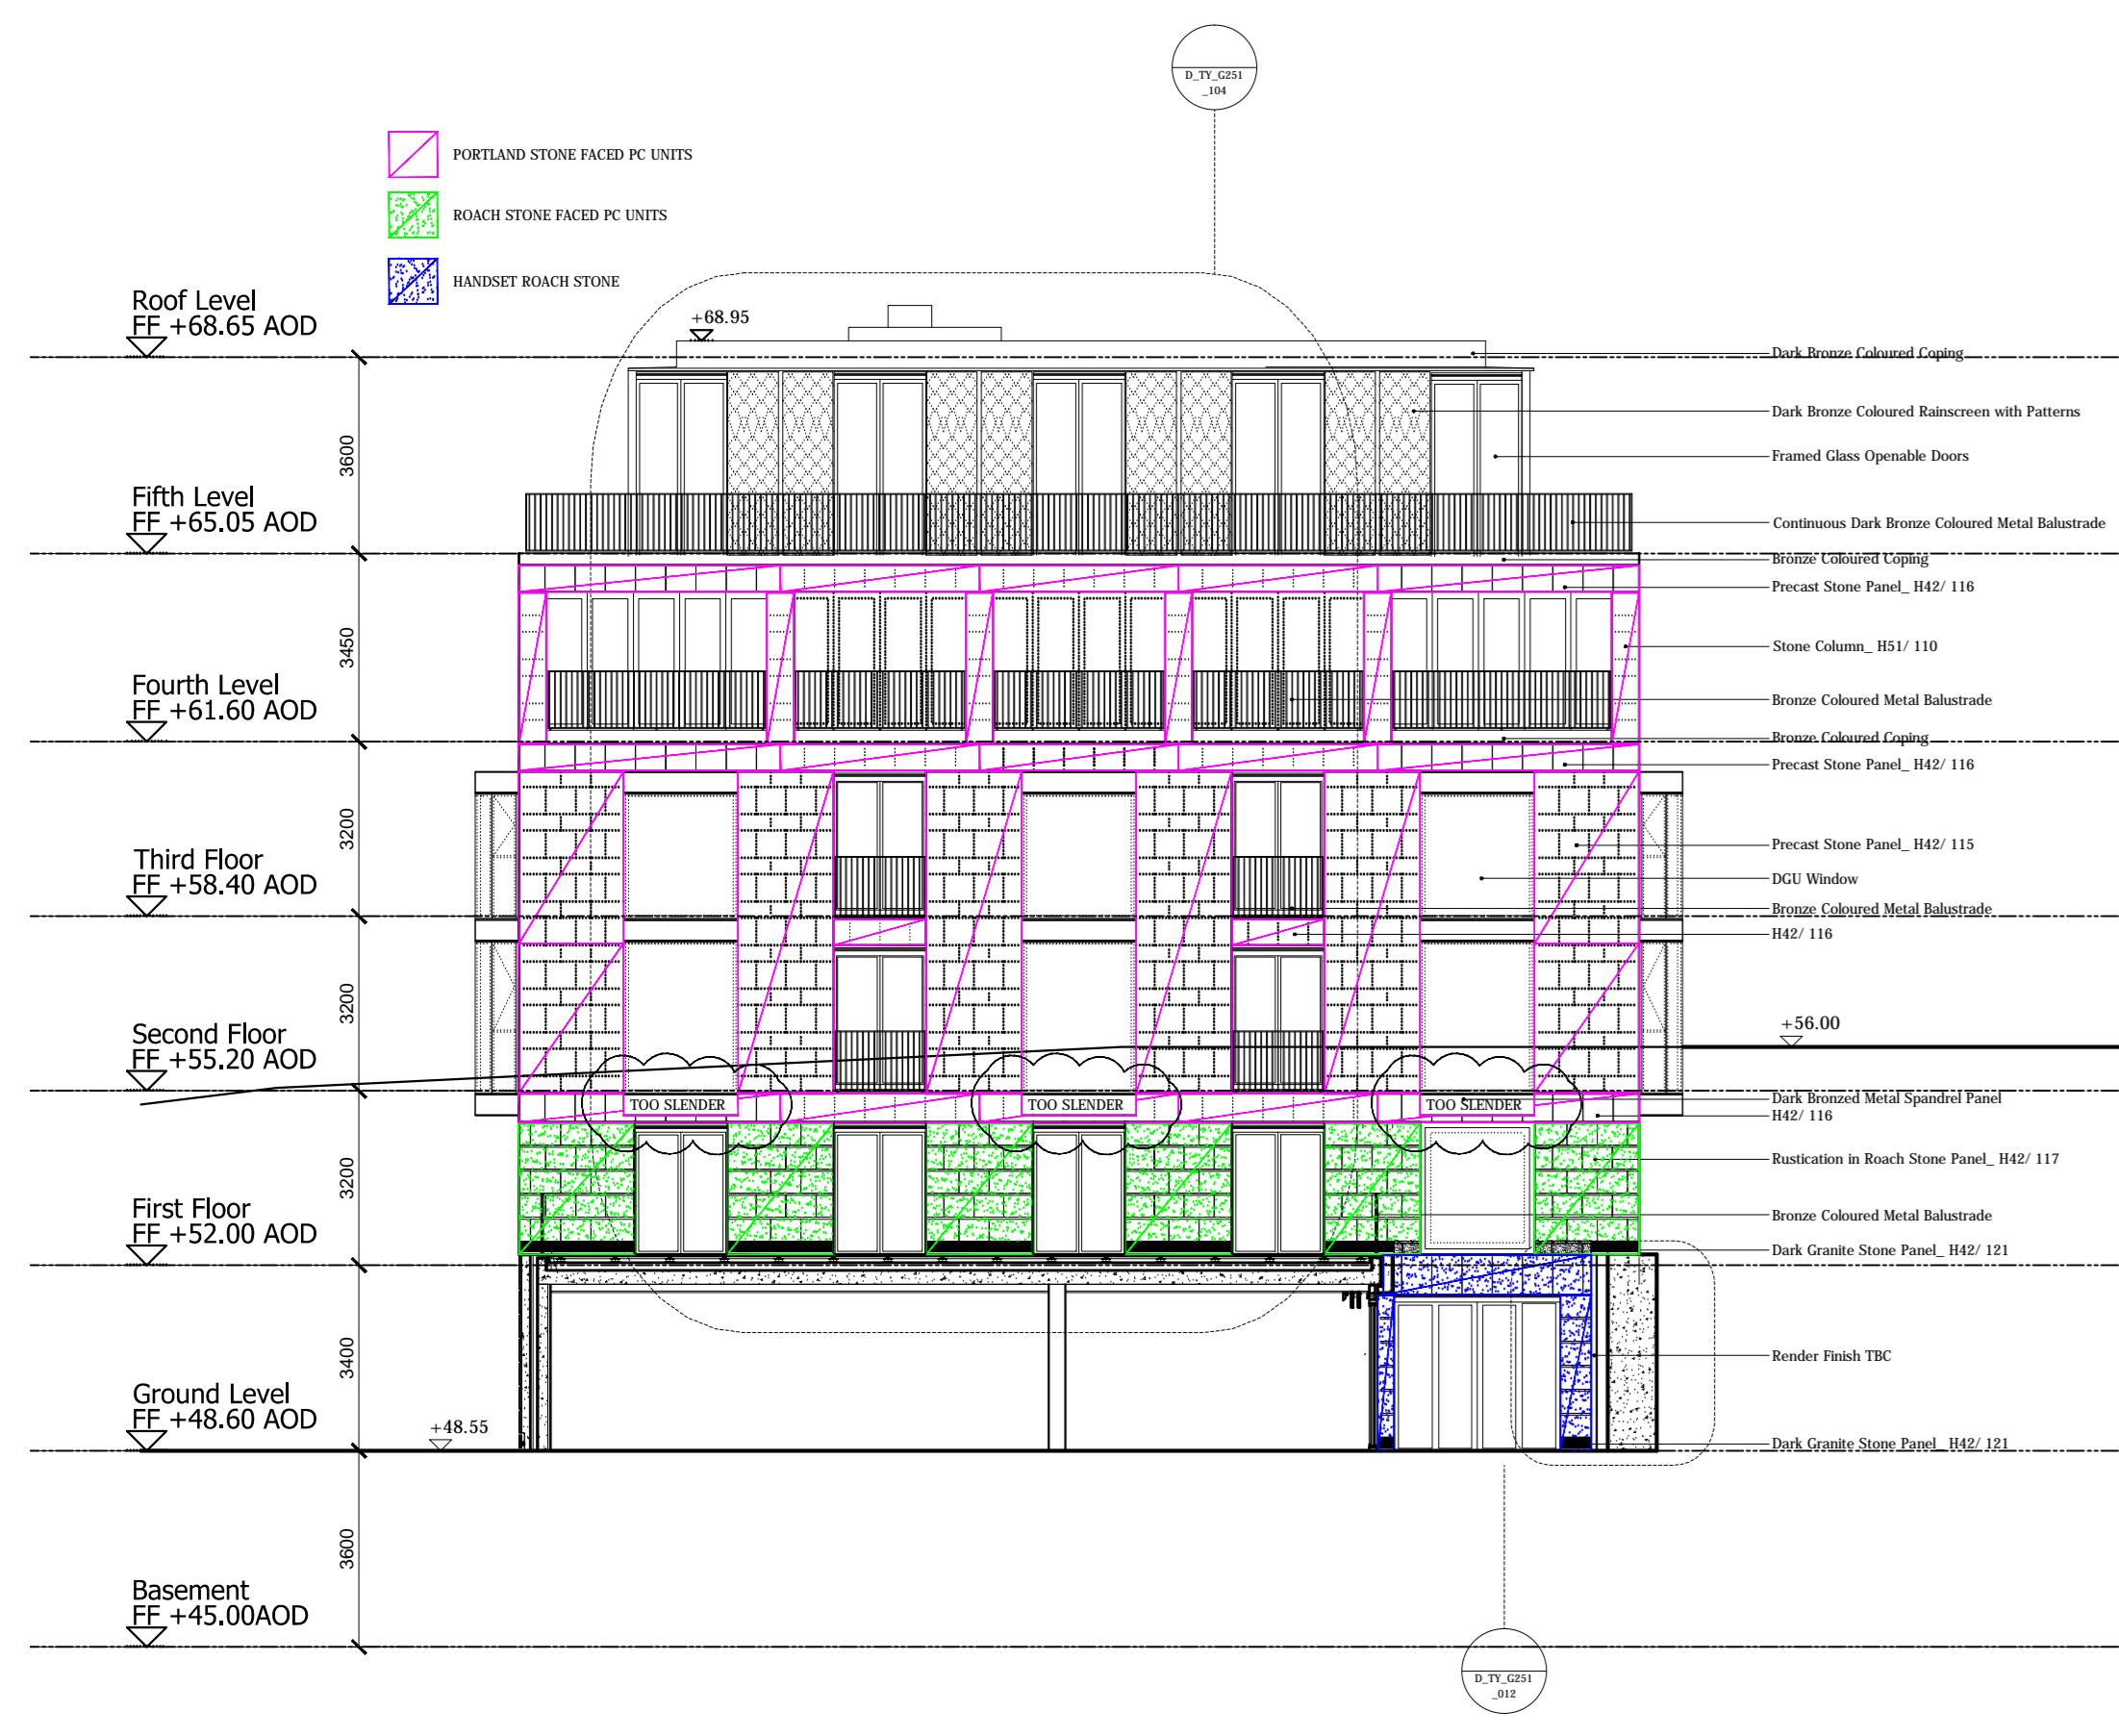 D_TY_G251
_104
PORTLAND STONE FACED PC UNITS
ROACH STONE FACED PC UNITS
HANDSET ROACH STONE
Roof Level
FF +68.65 AOD
+68.95
Dark Bronze Coloured Coping
Dark Bronze Coloured Rainscreen with Patterns
3600
Framed Glass Openable Doors
Fifth Level
FF +65.05 AOD
Continuous Dark Bronze Coloured Metal Balustrade
Bronze Coloured Coping
Precast Stone Panel_ H42/ 116
3450
Stone Column_ H51/ 110
Fourth Level
FF +61.60 AOD
Bronze Coloured Metal Balustrade
Bronze Coloured Coping
Precast Stone Panel_ H42/ 116
3200
Precast Stone Panel_ H42/ 115
Third Floor
FF +58.40 AOD
DGU Window
Bronze Coloured Metal Balustrade
H42/ 116
3200
Second Floor
FF +55.20 AOD
+56.00
TOO SLENDER
TOO SLENDER
TOO SLENDER
Dark Bronzed Metal Spandrel Panel
H42/ 116
3200
Rustication in Roach Stone Panel_ H42/ 117
First Floor
FF +52.00 AOD
Bronze Coloured Metal Balustrade
Dark Granite Stone Panel_ H42/ 121
3400
Render Finish TBC
Ground Level
FF +48.60 AOD
+48.55
Dark Granite Stone Panel_ H42/ 121
3600
Basement
FF +45.00AOD
D_TY_G251
_012